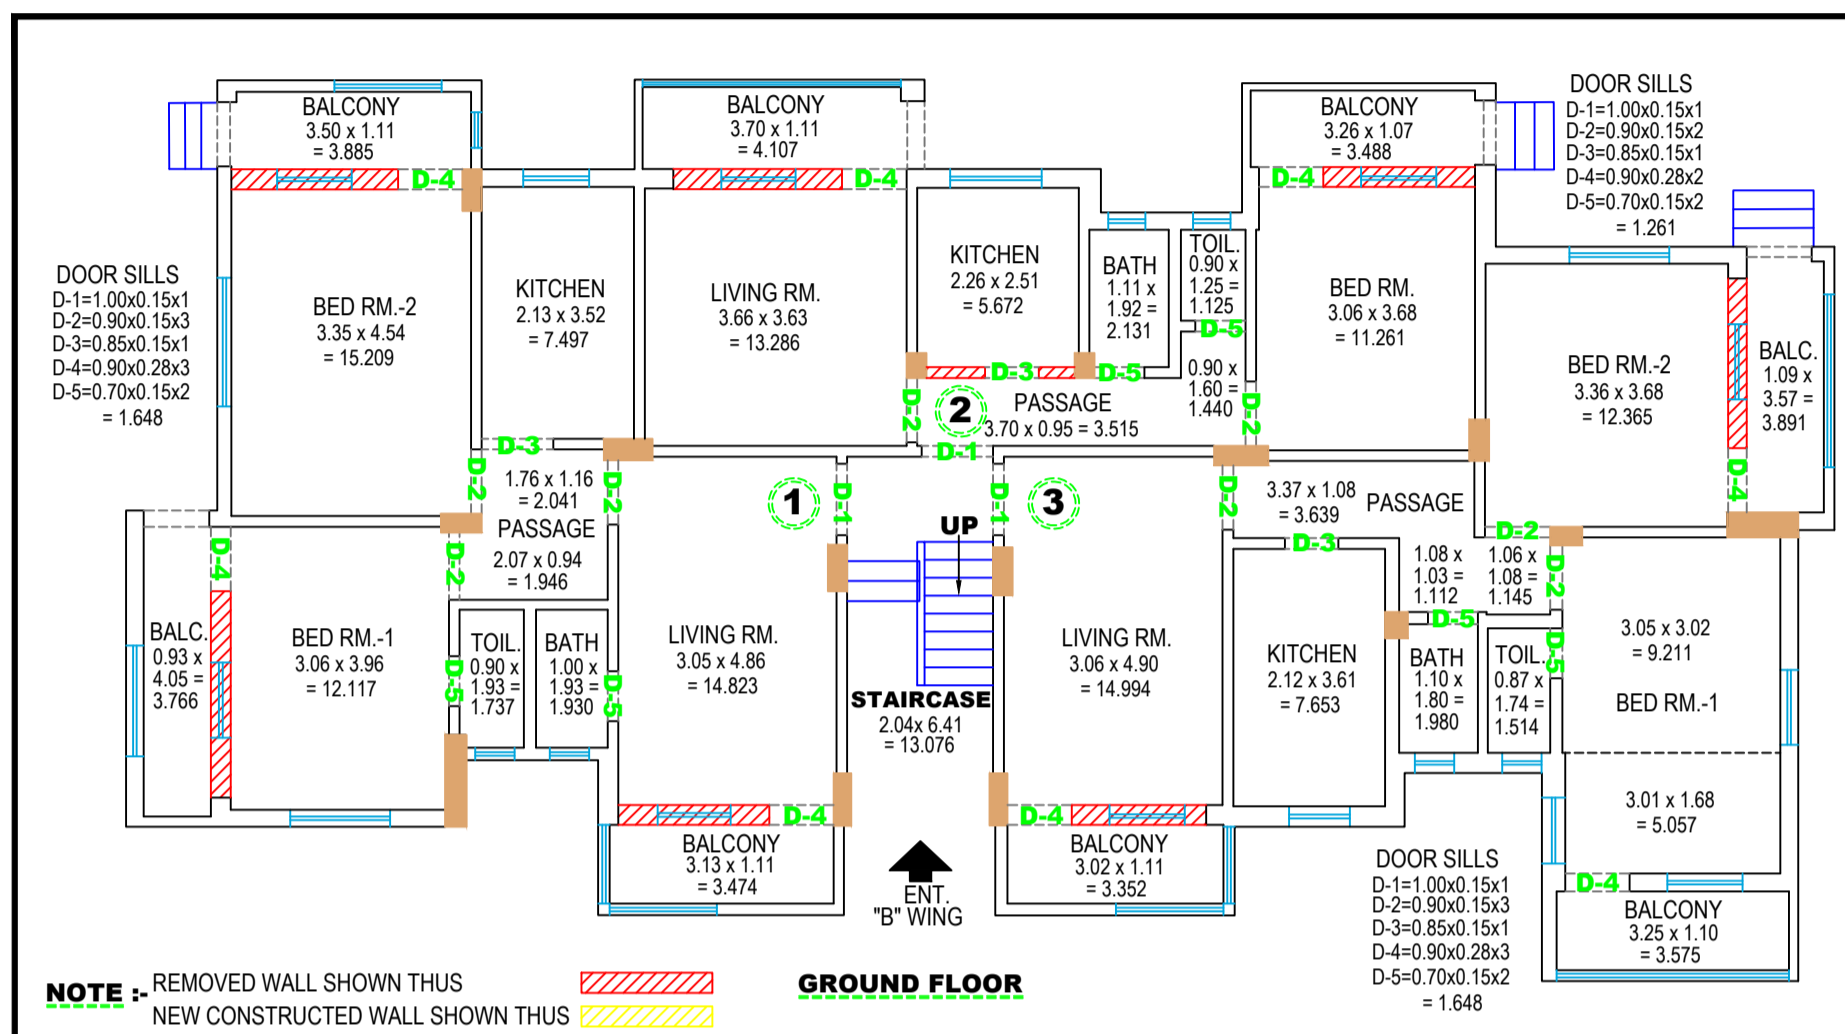 BALCONY
3.50 x 1.11
= 3.885
BALCONY
3.70 x 1.11
= 4.107
BALCONY
3.26 x 1.07
= 3.488
DOOR SILLS
D-1=1.00x0.15x1
D-2=0.90x0.15x2
D-3=0.85x0.15x1
D-4=0.90x0.28x2
D-5=0.70x0.15x2
= 1.261
D-4
D-4
D-4
DOOR SILLS
D-1=1.00x0.15x1
D-2=0.90x0.15x3
D-3=0.85x0.15x1
D-4=0.90x0.28x3
D-5=0.70x0.15x2
= 1.648
BED RM.-2
3.35 x 4.54
= 15.209
KITCHEN
2.13 x 3.52
= 7.497
LIVING RM.
3.66 x 3.63
= 13.286
KITCHEN
2.26 x 2.51
= 5.672
BATH
1.11 x
1.92 =
2.131
TOIL.
0.90 x
1.25 =
1.125
D-5
0.90 x
1.60 =
1.440
BED RM.
3.06 x 3.68
= 11.261
BED RM.-2
3.36 x 3.68
= 12.365
BALC.
1.09 x
3.57 =
3.891
D-3
D-5
D-2
2
PASSAGE
3.70 x 0.95 = 3.515
D-2
D-1
D-3
D-2
1.76 x 1.16
= 2.041
PASSAGE
2.07 x 0.94
= 1.946
D-2
1
D-1
D-1
3
UP
D-2
3.37 x 1.08
= 3.639
PASSAGE
D-4
D-2
D-3
D-4
D-2
1.08 x
1.03 =
1.112
1.06 x
1.08 =
1.145
D-2
D-5
D-5
BALC.
0.93 x
4.05 =
3.766
BED RM.-1
3.06 x 3.96
= 12.117
D-5
TOIL.
0.90 x
1.93 =
1.737
BATH
1.00 x
1.93 =
1.930
D-5
LIVING RM.
3.05 x 4.86
= 14.823
STAIRCASE
2.04x 6.41
= 13.076
LIVING RM.
3.06 x 4.90
= 14.994
KITCHEN
2.12 x 3.61
= 7.653
BATH
1.10 x
1.80 =
1.980
TOIL.
0.87 x
1.74 =
1.514
3.05 x 3.02
= 9.211
BED RM.-1
3.01 x 1.68
= 5.057
D-4
D-4
BALCONY
3.13 x 1.11
= 3.474
ENT.
"B" WING
BALCONY
3.02 x 1.11
= 3.352
DOOR SILLS
D-1=1.00x0.15x1
D-2=0.90x0.15x3
D-3=0.85x0.15x1
D-4=0.90x0.28x3
D-5=0.70x0.15x2
= 1.648
D-4
BALCONY
3.25 x 1.10
= 3.575
NOTE :- REMOVED WALL SHOWN THUS
NEW CONSTRUCTED WALL SHOWN THUS
GROUND FLOOR